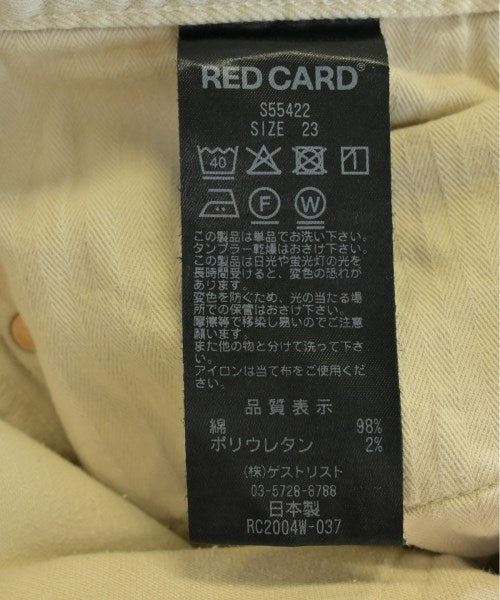 RED CARD®
S55422
SIZE 23
40
F W
この製品は単品でお洗い下さい。
タンブラー乾燥はおさけ下さい。
この製品は日光や蛍光灯の光を
長時間受けると、変色の恐れが
あります。
変色を防ぐため、光の当たる場
所での保管はおさけ下さい。
摩擦等で移染し易いのでご注意
願います。
また他の物と分けて洗って下さ
い。
アイロンは当て布をご使用くだ
さい。
品質表示
綿 98%
ポリウレタン 2%
(株)ゲストリスト
03-5728-8788
日本製
RC2004W-037